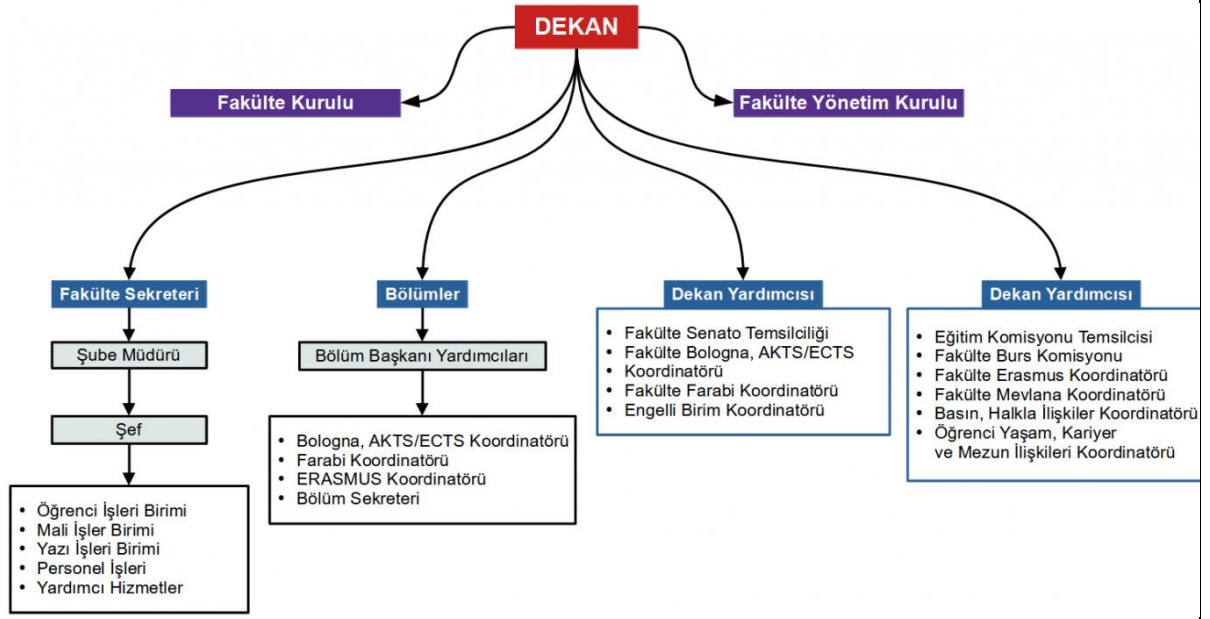 DEKAN
Fakülte Kurulu
Fakülte Yönetim Kurulu
Fakülte Sekreteri
Şube Müdürü
Şef
• Öğrenci İşleri Birimi
• Mali İşler Birimi
• Yazı İşleri Birimi
• Personel İşleri
• Yardımcı Hizmetler
Bölümler
Bölüm Başkanı Yardımcıları
• Bologna, AKTS/ECTS Koordinatörü
• Farabi Koordinatörü
• ERASMUS Koordinatörü
• Bölüm Sekreteri
Dekan Yardımcısı
• Fakülte Senato Temsilciliği
• Fakülte Bologna, AKTS/ECTS
• Koordinatörü
• Fakülte Farabi Koordinatörü
• Engelli Birim Koordinatörü
Dekan Yardımcısı
• Eğitim Komisyonu Temsilcisi
• Fakülte Burs Komisyonu
• Fakülte Erasmus Koordinatörü
• Fakülte Mevlana Koordinatörü
• Basın, Halkla İlişkiler Koordinatörü
• Öğrenci Yaşam, Kariyer
ve Mezun İlişkileri Koordinatörü